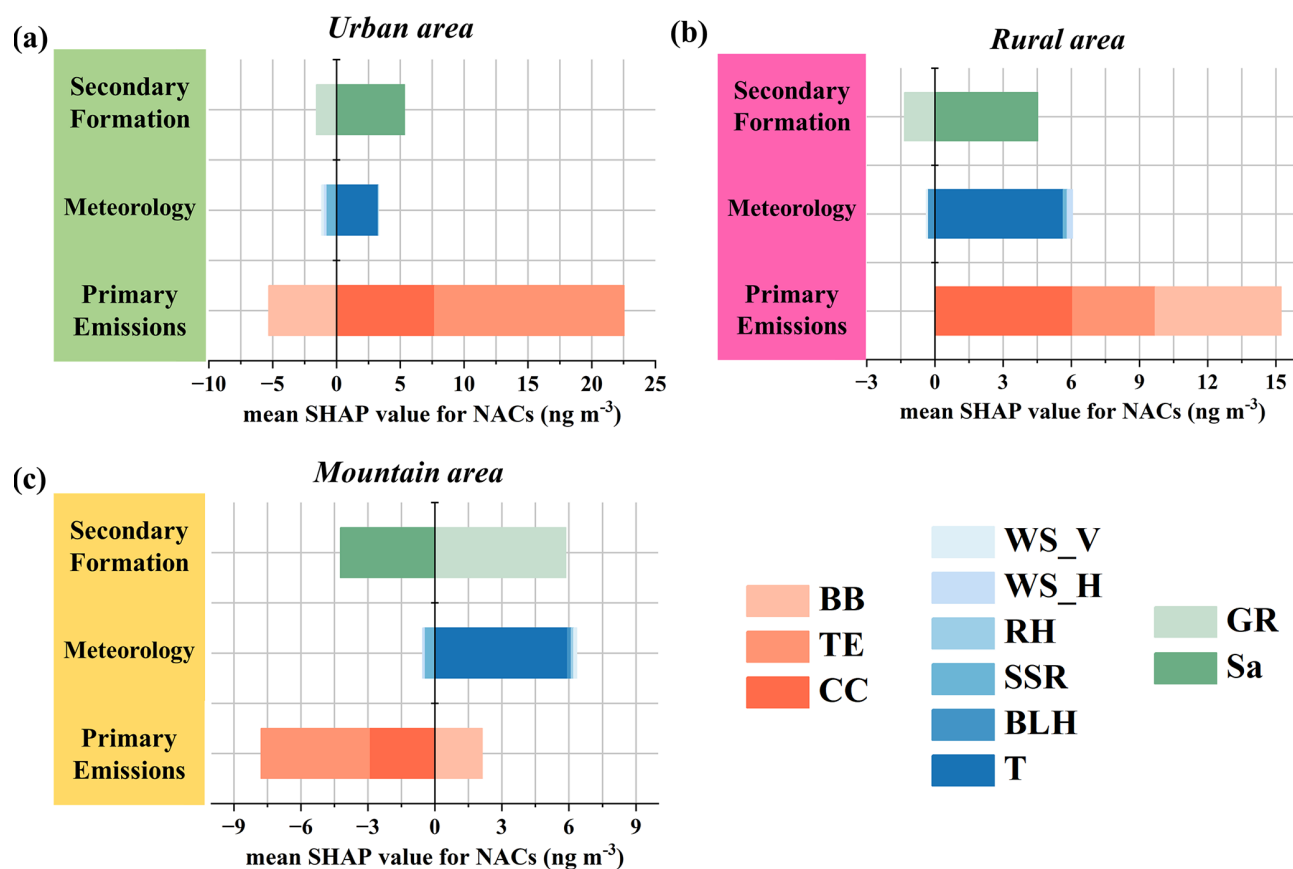 (a)
Urban area
Secondary
Formation
Meteorology
Primary
Emissions
−10 −5 0 5 10 15 20 25
mean SHAP value for NACs (ng m⁻³)
(b)
Rural area
Secondary
Formation
Meteorology
Primary
Emissions
−3 0 3 6 9 12 15
mean SHAP value for NACs (ng m⁻³)
(c)
Mountain area
Secondary
Formation
Meteorology
Primary
Emissions
−9 −6 −3 0 3 6 9
mean SHAP value for NACs (ng m⁻³)
BB
TE
CC
WS_V
WS_H
RH
SSR
BLH
T
GR
Sa